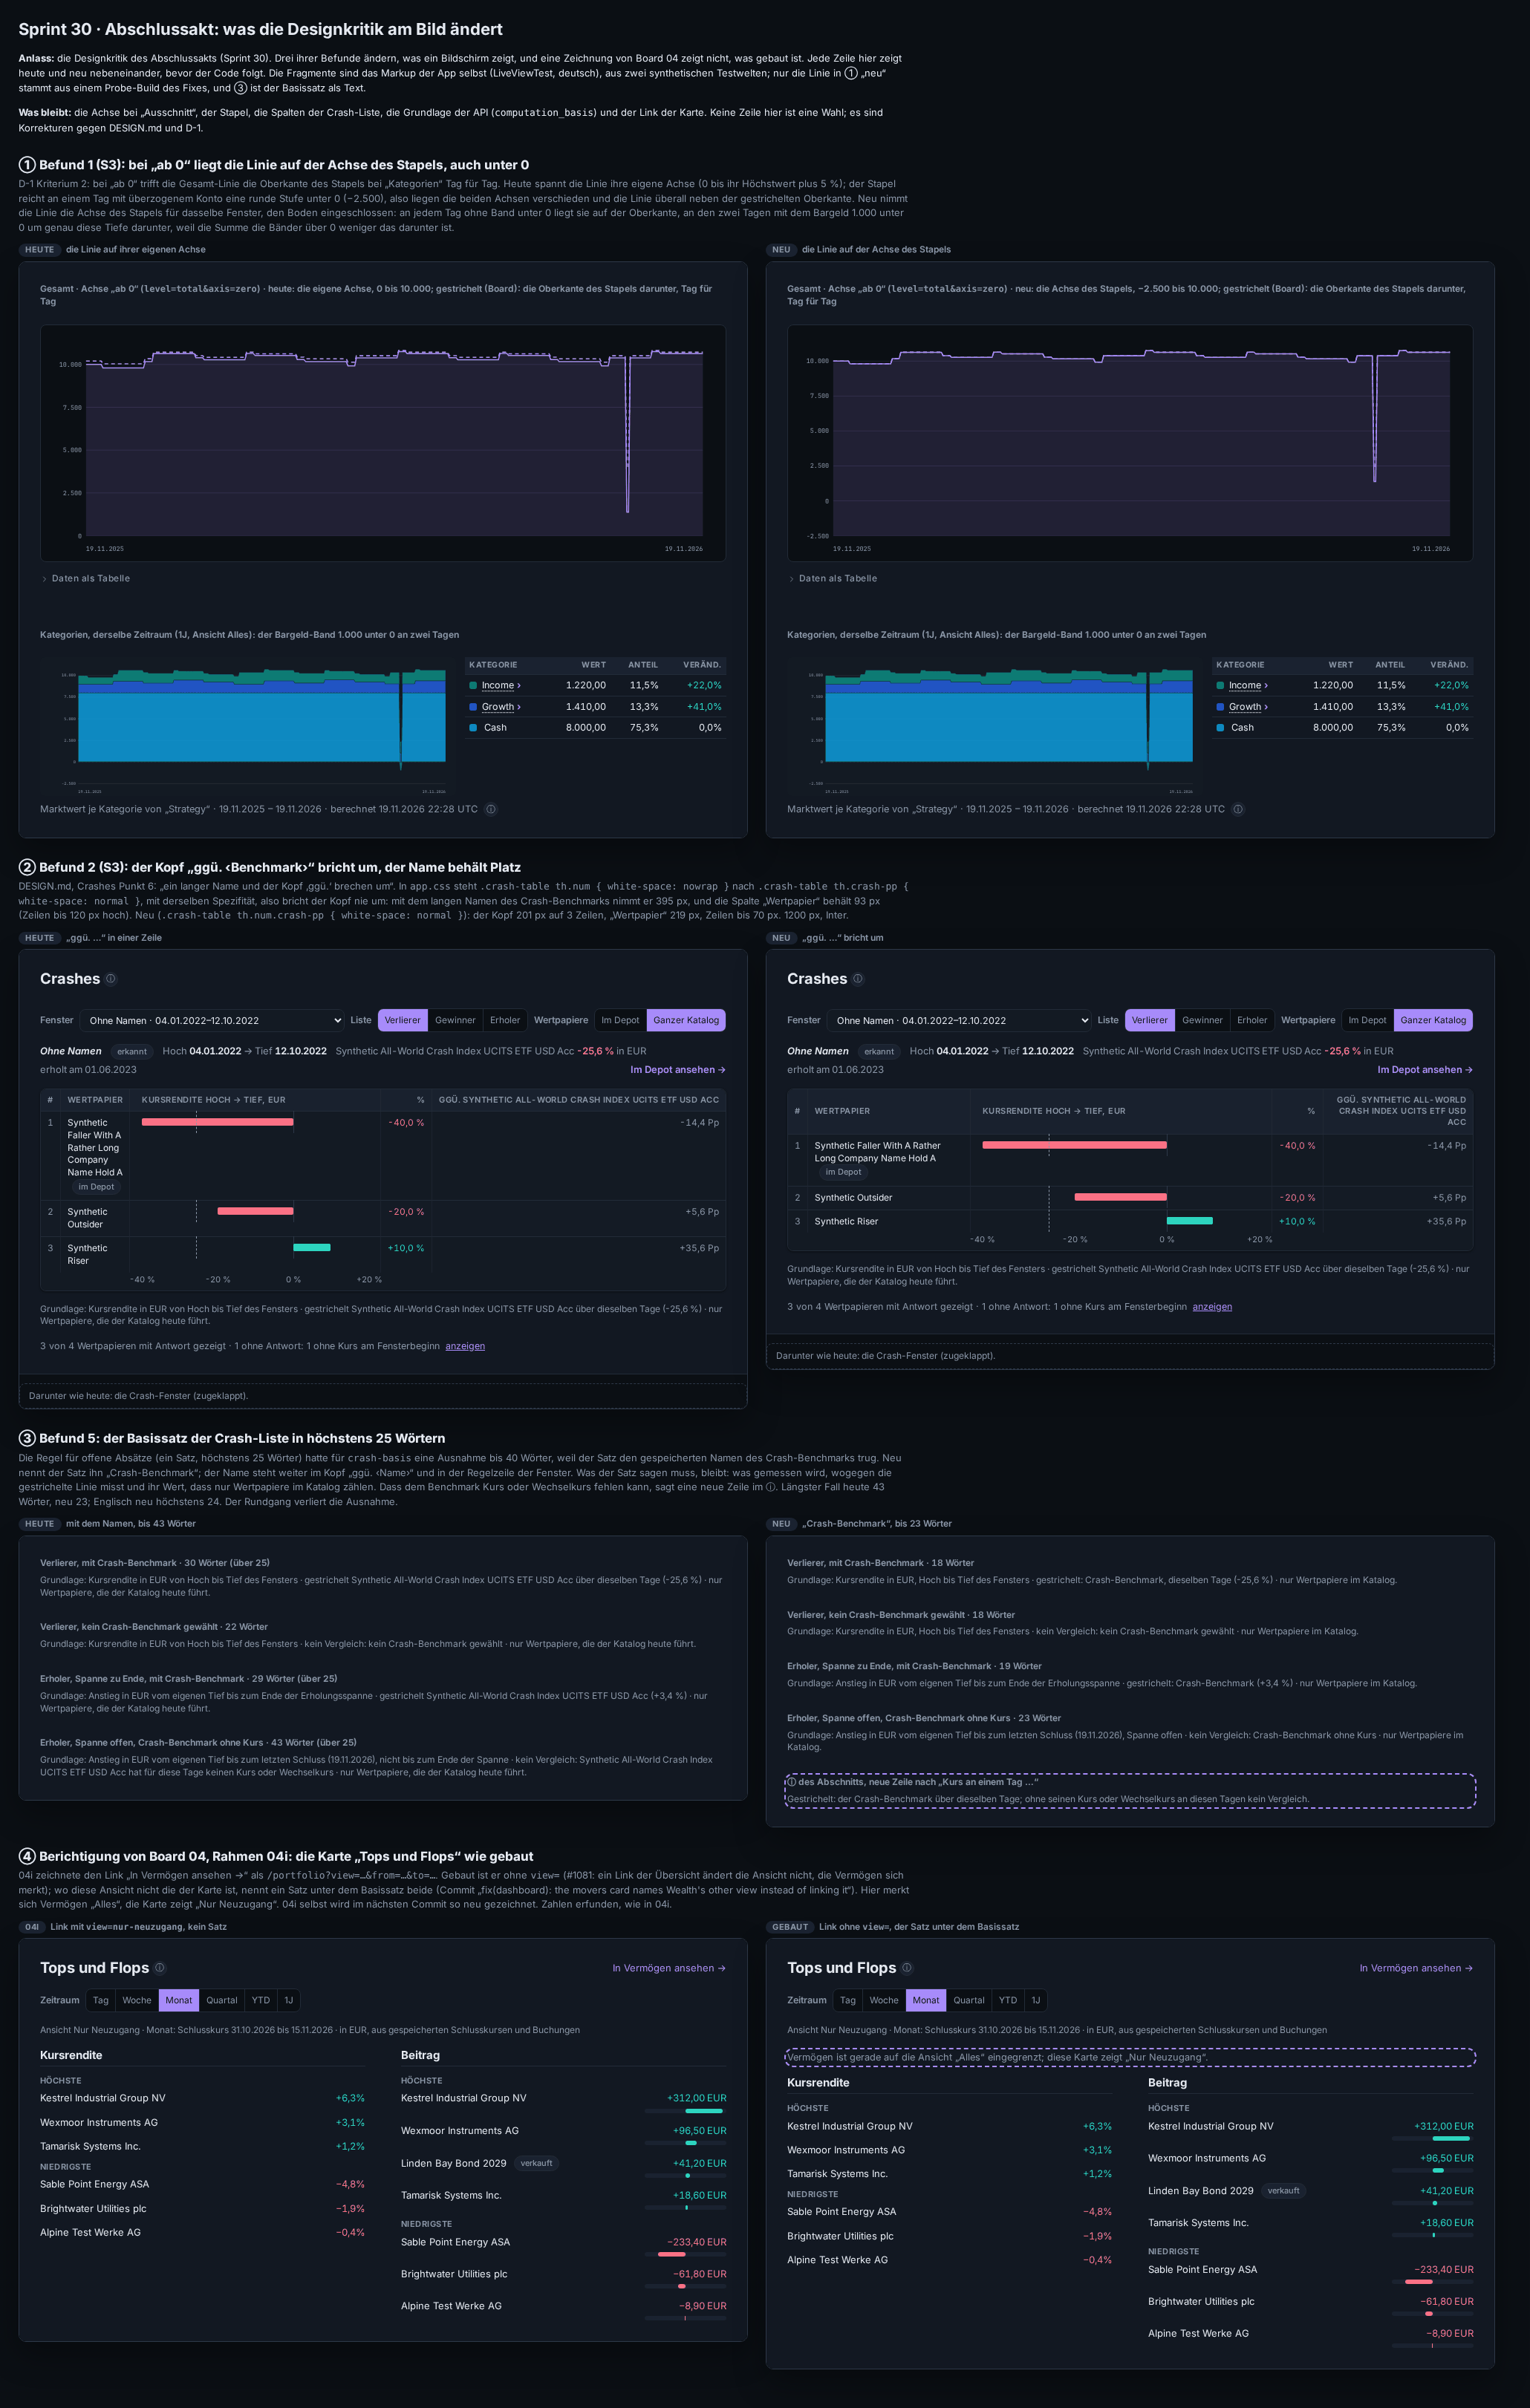 Sprint 30 · Abschlussakt: was die Designkritik am Bild ändert
Anlass: die Designkritik des Abschlussakts (Sprint 30). Drei ihrer Befunde ändern, was ein Bildschirm zeigt, und eine Zeichnung von Board 04 zeigt nicht, was gebaut ist. Jede Zeile hier zeigt
heute und neu nebeneinander, bevor der Code folgt. Die Fragmente sind das Markup der App selbst (LiveViewTest, deutsch), aus zwei synthetischen Testwelten; nur die Linie in ① „neu“
stammt aus einem Probe-Build des Fixes, und ③ ist der Basissatz als Text.
Was bleibt: die Achse bei „Ausschnitt“, der Stapel, die Spalten der Crash-Liste, die Grundlage der API (computation_basis) und der Link der Karte. Keine Zeile hier ist eine Wahl; es sind
Korrekturen gegen DESIGN.md und D-1.
① Befund 1 (S3): bei „ab 0“ liegt die Linie auf der Achse des Stapels, auch unter 0
D-1 Kriterium 2: bei „ab 0“ trifft die Gesamt-Linie die Oberkante des Stapels bei „Kategorien“ Tag für Tag. Heute spannt die Linie ihre eigene Achse (0 bis ihr Höchstwert plus 5 %); der Stapel
reicht an einem Tag mit überzogenem Konto eine runde Stufe unter 0 (−2.500), also liegen die beiden Achsen verschieden und die Linie überall neben der gestrichelten Oberkante. Neu nimmt
die Linie die Achse des Stapels für dasselbe Fenster, den Boden eingeschlossen: an jedem Tag ohne Band unter 0 liegt sie auf der Oberkante, an den zwei Tagen mit dem Bargeld 1.000 unter
0 um genau diese Tiefe darunter, weil die Summe die Bänder über 0 weniger das darunter ist.
HEUTE die Linie auf ihrer eigenen Achse
Gesamt · Achse „ab 0“ (level=total&axis=zero) · heute: die eigene Achse, 0 bis 10.000; gestrichelt (Board): die Oberkante des Stapels darunter, Tag für
Tag
10.000
7.500
5.000
2.500
0
19.11.2025 19.11.2026
Daten als Tabelle
Kategorien, derselbe Zeitraum (1J, Ansicht Alles): der Bargeld-Band 1.000 unter 0 an zwei Tagen
10.000
7.500
5.000
2.500
0
-2.500
19.11.2025 19.11.2026
KATEGORIE WERT ANTEIL VERÄND.
Income › 1.220,00 11,5% +22,0%
Growth › 1.410,00 13,3% +41,0%
Cash 8.000,00 75,3% 0,0%
Marktwert je Kategorie von „Strategy“ · 19.11.2025 – 19.11.2026 · berechnet 19.11.2026 22:28 UTC ⓘ
NEU die Linie auf der Achse des Stapels
Gesamt · Achse „ab 0“ (level=total&axis=zero) · neu: die Achse des Stapels, −2.500 bis 10.000; gestrichelt (Board): die Oberkante des Stapels darunter,
Tag für Tag
10.000
7.500
5.000
2.500
0
-2.500
19.11.2025 19.11.2026
Daten als Tabelle
Kategorien, derselbe Zeitraum (1J, Ansicht Alles): der Bargeld-Band 1.000 unter 0 an zwei Tagen
10.000
7.500
5.000
2.500
0
-2.500
19.11.2025 19.11.2026
KATEGORIE WERT ANTEIL VERÄND.
Income › 1.220,00 11,5% +22,0%
Growth › 1.410,00 13,3% +41,0%
Cash 8.000,00 75,3% 0,0%
Marktwert je Kategorie von „Strategy“ · 19.11.2025 – 19.11.2026 · berechnet 19.11.2026 22:28 UTC ⓘ
② Befund 2 (S3): der Kopf „ggü. ‹Benchmark›“ bricht um, der Name behält Platz
DESIGN.md, Crashes Punkt 6: „ein langer Name und der Kopf ‚ggü.‘ brechen um“. In app.css steht .crash-table th.num { white-space: nowrap } nach .crash-table th.crash-pp {
white-space: normal }, mit derselben Spezifität, also bricht der Kopf nie um: mit dem langen Namen des Crash-Benchmarks nimmt er 395 px, und die Spalte „Wertpapier“ behält 93 px
(Zeilen bis 120 px hoch). Neu (.crash-table th.num.crash-pp { white-space: normal }): der Kopf 201 px auf 3 Zeilen, „Wertpapier“ 219 px, Zeilen bis 70 px. 1200 px, Inter.
HEUTE „ggü. …“ in einer Zeile
Crashes ⓘ
Fenster Ohne Namen · 04.01.2022–12.10.2022 Liste Verlierer Gewinner Erholer Wertpapiere Im Depot Ganzer Katalog
Ohne Namen erkannt Hoch 04.01.2022 → Tief 12.10.2022 Synthetic All-World Crash Index UCITS ETF USD Acc -25,6 % in EUR
erholt am 01.06.2023 Im Depot ansehen →
# WERTPAPIER KURSRENDITE HOCH → TIEF, EUR % GGÜ. SYNTHETIC ALL-WORLD CRASH INDEX UCITS ETF USD ACC
1 Synthetic -40,0 % -14,4 Pp
Faller With A
Rather Long
Company
Name Hold A
im Depot
2 Synthetic -20,0 % +5,6 Pp
Outsider
3 Synthetic +10,0 % +35,6 Pp
Riser
-40 % -20 % 0 % +20 %
Grundlage: Kursrendite in EUR von Hoch bis Tief des Fensters · gestrichelt Synthetic All-World Crash Index UCITS ETF USD Acc über dieselben Tage (-25,6 %) · nur
Wertpapiere, die der Katalog heute führt.
3 von 4 Wertpapieren mit Antwort gezeigt · 1 ohne Antwort: 1 ohne Kurs am Fensterbeginn anzeigen
Darunter wie heute: die Crash-Fenster (zugeklappt).
NEU „ggü. …“ bricht um
Crashes ⓘ
Fenster Ohne Namen · 04.01.2022–12.10.2022 Liste Verlierer Gewinner Erholer Wertpapiere Im Depot Ganzer Katalog
Ohne Namen erkannt Hoch 04.01.2022 → Tief 12.10.2022 Synthetic All-World Crash Index UCITS ETF USD Acc -25,6 % in EUR
erholt am 01.06.2023 Im Depot ansehen →
# WERTPAPIER KURSRENDITE HOCH → TIEF, EUR % GGÜ. SYNTHETIC ALL-WORLD
CRASH INDEX UCITS ETF USD
ACC
1 Synthetic Faller With A Rather -40,0 % -14,4 Pp
Long Company Name Hold A
im Depot
2 Synthetic Outsider -20,0 % +5,6 Pp
3 Synthetic Riser +10,0 % +35,6 Pp
-40 % -20 % 0 % +20 %
Grundlage: Kursrendite in EUR von Hoch bis Tief des Fensters · gestrichelt Synthetic All-World Crash Index UCITS ETF USD Acc über dieselben Tage (-25,6 %) · nur
Wertpapiere, die der Katalog heute führt.
3 von 4 Wertpapieren mit Antwort gezeigt · 1 ohne Antwort: 1 ohne Kurs am Fensterbeginn anzeigen
Darunter wie heute: die Crash-Fenster (zugeklappt).
③ Befund 5: der Basissatz der Crash-Liste in höchstens 25 Wörtern
Die Regel für offene Absätze (ein Satz, höchstens 25 Wörter) hatte für crash-basis eine Ausnahme bis 40 Wörter, weil der Satz den gespeicherten Namen des Crash-Benchmarks trug. Neu
nennt der Satz ihn „Crash-Benchmark“; der Name steht weiter im Kopf „ggü. ‹Name›“ und in der Regelzeile der Fenster. Was der Satz sagen muss, bleibt: was gemessen wird, wogegen die
gestrichelte Linie misst und ihr Wert, dass nur Wertpapiere im Katalog zählen. Dass dem Benchmark Kurs oder Wechselkurs fehlen kann, sagt eine neue Zeile im ⓘ. Längster Fall heute 43
Wörter, neu 23; Englisch neu höchstens 24. Der Rundgang verliert die Ausnahme.
HEUTE mit dem Namen, bis 43 Wörter
Verlierer, mit Crash-Benchmark · 30 Wörter (über 25)
Grundlage: Kursrendite in EUR von Hoch bis Tief des Fensters · gestrichelt Synthetic All-World Crash Index UCITS ETF USD Acc über dieselben Tage (-25,6 %) · nur
Wertpapiere, die der Katalog heute führt.
Verlierer, kein Crash-Benchmark gewählt · 22 Wörter
Grundlage: Kursrendite in EUR von Hoch bis Tief des Fensters · kein Vergleich: kein Crash-Benchmark gewählt · nur Wertpapiere, die der Katalog heute führt.
Erholer, Spanne zu Ende, mit Crash-Benchmark · 29 Wörter (über 25)
Grundlage: Anstieg in EUR vom eigenen Tief bis zum Ende der Erholungsspanne · gestrichelt Synthetic All-World Crash Index UCITS ETF USD Acc (+3,4 %) · nur
Wertpapiere, die der Katalog heute führt.
Erholer, Spanne offen, Crash-Benchmark ohne Kurs · 43 Wörter (über 25)
Grundlage: Anstieg in EUR vom eigenen Tief bis zum letzten Schluss (19.11.2026), nicht bis zum Ende der Spanne · kein Vergleich: Synthetic All-World Crash Index
UCITS ETF USD Acc hat für diese Tage keinen Kurs oder Wechselkurs · nur Wertpapiere, die der Katalog heute führt.
NEU „Crash-Benchmark“, bis 23 Wörter
Verlierer, mit Crash-Benchmark · 18 Wörter
Grundlage: Kursrendite in EUR, Hoch bis Tief des Fensters · gestrichelt: Crash-Benchmark, dieselben Tage (-25,6 %) · nur Wertpapiere im Katalog.
Verlierer, kein Crash-Benchmark gewählt · 18 Wörter
Grundlage: Kursrendite in EUR, Hoch bis Tief des Fensters · kein Vergleich: kein Crash-Benchmark gewählt · nur Wertpapiere im Katalog.
Erholer, Spanne zu Ende, mit Crash-Benchmark · 19 Wörter
Grundlage: Anstieg in EUR vom eigenen Tief bis zum Ende der Erholungsspanne · gestrichelt: Crash-Benchmark (+3,4 %) · nur Wertpapiere im Katalog.
Erholer, Spanne offen, Crash-Benchmark ohne Kurs · 23 Wörter
Grundlage: Anstieg in EUR vom eigenen Tief bis zum letzten Schluss (19.11.2026), Spanne offen · kein Vergleich: Crash-Benchmark ohne Kurs · nur Wertpapiere im
Katalog.
ⓘ des Abschnitts, neue Zeile nach „Kurs an einem Tag …“
Gestrichelt: der Crash-Benchmark über dieselben Tage; ohne seinen Kurs oder Wechselkurs an diesen Tagen kein Vergleich.
④ Berichtigung von Board 04, Rahmen 04i: die Karte „Tops und Flops“ wie gebaut
04i zeichnete den Link „In Vermögen ansehen →“ als /portfolio?view=…&from=…&to=…. Gebaut ist er ohne view= (#1081: ein Link der Übersicht ändert die Ansicht nicht, die Vermögen sich
merkt); wo diese Ansicht nicht die der Karte ist, nennt ein Satz unter dem Basissatz beide (Commit „fix(dashboard): the movers card names Wealth's other view instead of linking it“). Hier merkt
sich Vermögen „Alles“, die Karte zeigt „Nur Neuzugang“. 04i selbst wird im nächsten Commit so neu gezeichnet. Zahlen erfunden, wie in 04i.
04I Link mit view=nur-neuzugang, kein Satz
Tops und Flops ⓘ In Vermögen ansehen →
Zeitraum Tag Woche Monat Quartal YTD 1J
Ansicht Nur Neuzugang · Monat: Schlusskurs 31.10.2026 bis 15.11.2026 · in EUR, aus gespeicherten Schlusskursen und Buchungen
Kursrendite
HÖCHSTE
Kestrel Industrial Group NV +6,3%
Wexmoor Instruments AG +3,1%
Tamarisk Systems Inc. +1,2%
NIEDRIGSTE
Sable Point Energy ASA −4,8%
Brightwater Utilities plc −1,9%
Alpine Test Werke AG −0,4%
Beitrag
HÖCHSTE
Kestrel Industrial Group NV +312,00 EUR
Wexmoor Instruments AG +96,50 EUR
Linden Bay Bond 2029 verkauft +41,20 EUR
Tamarisk Systems Inc. +18,60 EUR
NIEDRIGSTE
Sable Point Energy ASA −233,40 EUR
Brightwater Utilities plc −61,80 EUR
Alpine Test Werke AG −8,90 EUR
GEBAUT Link ohne view=, der Satz unter dem Basissatz
Tops und Flops ⓘ In Vermögen ansehen →
Zeitraum Tag Woche Monat Quartal YTD 1J
Ansicht Nur Neuzugang · Monat: Schlusskurs 31.10.2026 bis 15.11.2026 · in EUR, aus gespeicherten Schlusskursen und Buchungen
Vermögen ist gerade auf die Ansicht „Alles“ eingegrenzt; diese Karte zeigt „Nur Neuzugang“.
Kursrendite
HÖCHSTE
Kestrel Industrial Group NV +6,3%
Wexmoor Instruments AG +3,1%
Tamarisk Systems Inc. +1,2%
NIEDRIGSTE
Sable Point Energy ASA −4,8%
Brightwater Utilities plc −1,9%
Alpine Test Werke AG −0,4%
Beitrag
HÖCHSTE
Kestrel Industrial Group NV +312,00 EUR
Wexmoor Instruments AG +96,50 EUR
Linden Bay Bond 2029 verkauft +41,20 EUR
Tamarisk Systems Inc. +18,60 EUR
NIEDRIGSTE
Sable Point Energy ASA −233,40 EUR
Brightwater Utilities plc −61,80 EUR
Alpine Test Werke AG −8,90 EUR